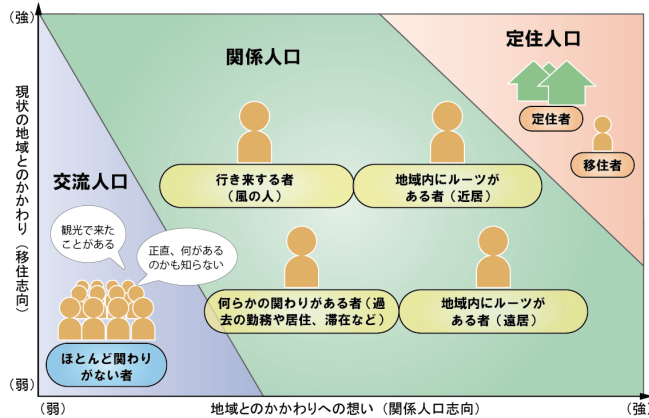 (強)
現状の地域とのかかわり(移住志向)
(弱)
関係人口
定住人口
定住者
移住者
行き来する者
(風の人)
地域内にルーツが
ある者(近居)
交流人口
観光で来た
ことがある
正直、何がある
のかも知らない
何らかの関わりがある者(過
去の勤務や居住、滞在など)
地域内にルーツが
ある者(遠居)
ほとんど関わり
がない者
(弱)
地域とのかかわりへの想い(関係人口志向)
(強)